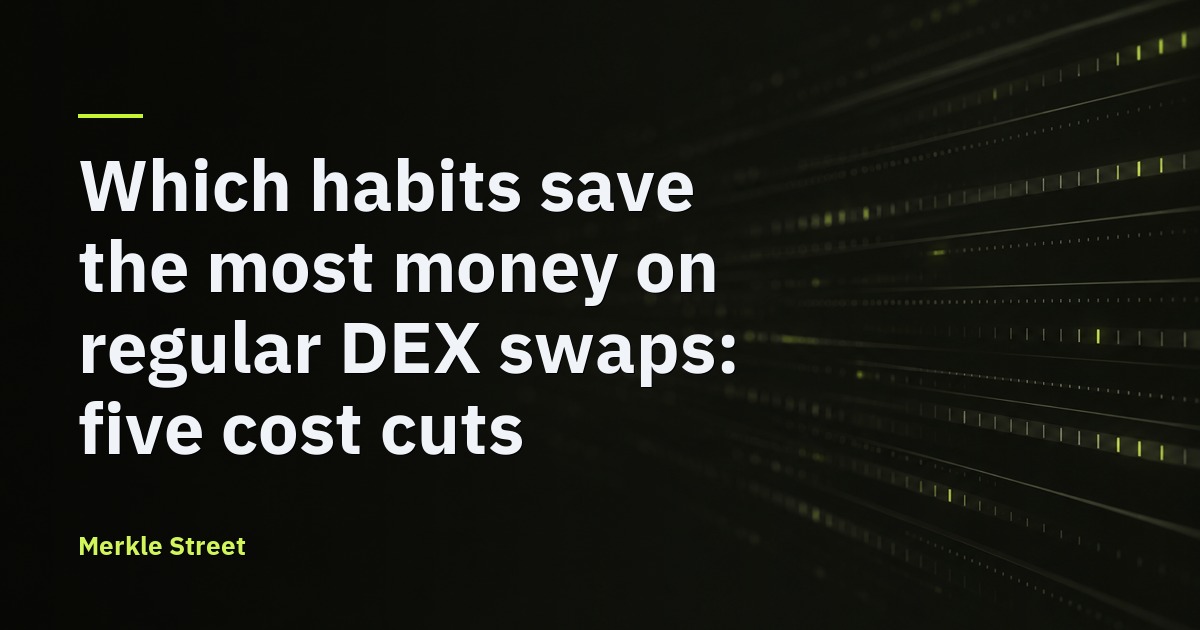 Which habits save
the most money on
regular DEX swaps:
five cost cuts
Merkle Street